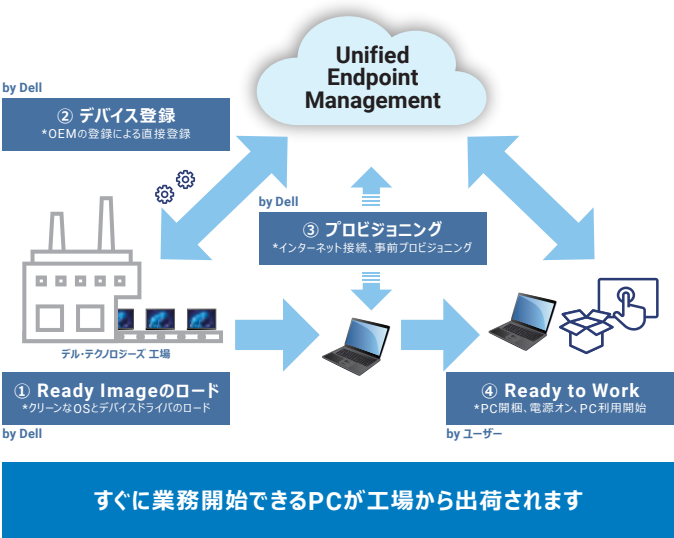 Unified
Endpoint
Management
by Dell
② デバイス登録
*OEMの登録による直接登録
by Dell
③ プロビジョニング
*インターネット接続、事前プロビジョニング
デル・テクノロジーズ 工場
① Ready Imageのロード
*クリーンなOSとデバイスドライバのロード
by Dell
④ Ready to Work
*PC開梱、電源オン、PC利用開始
by ユーザー
すぐに業務開始できるPCが工場から出荷されます